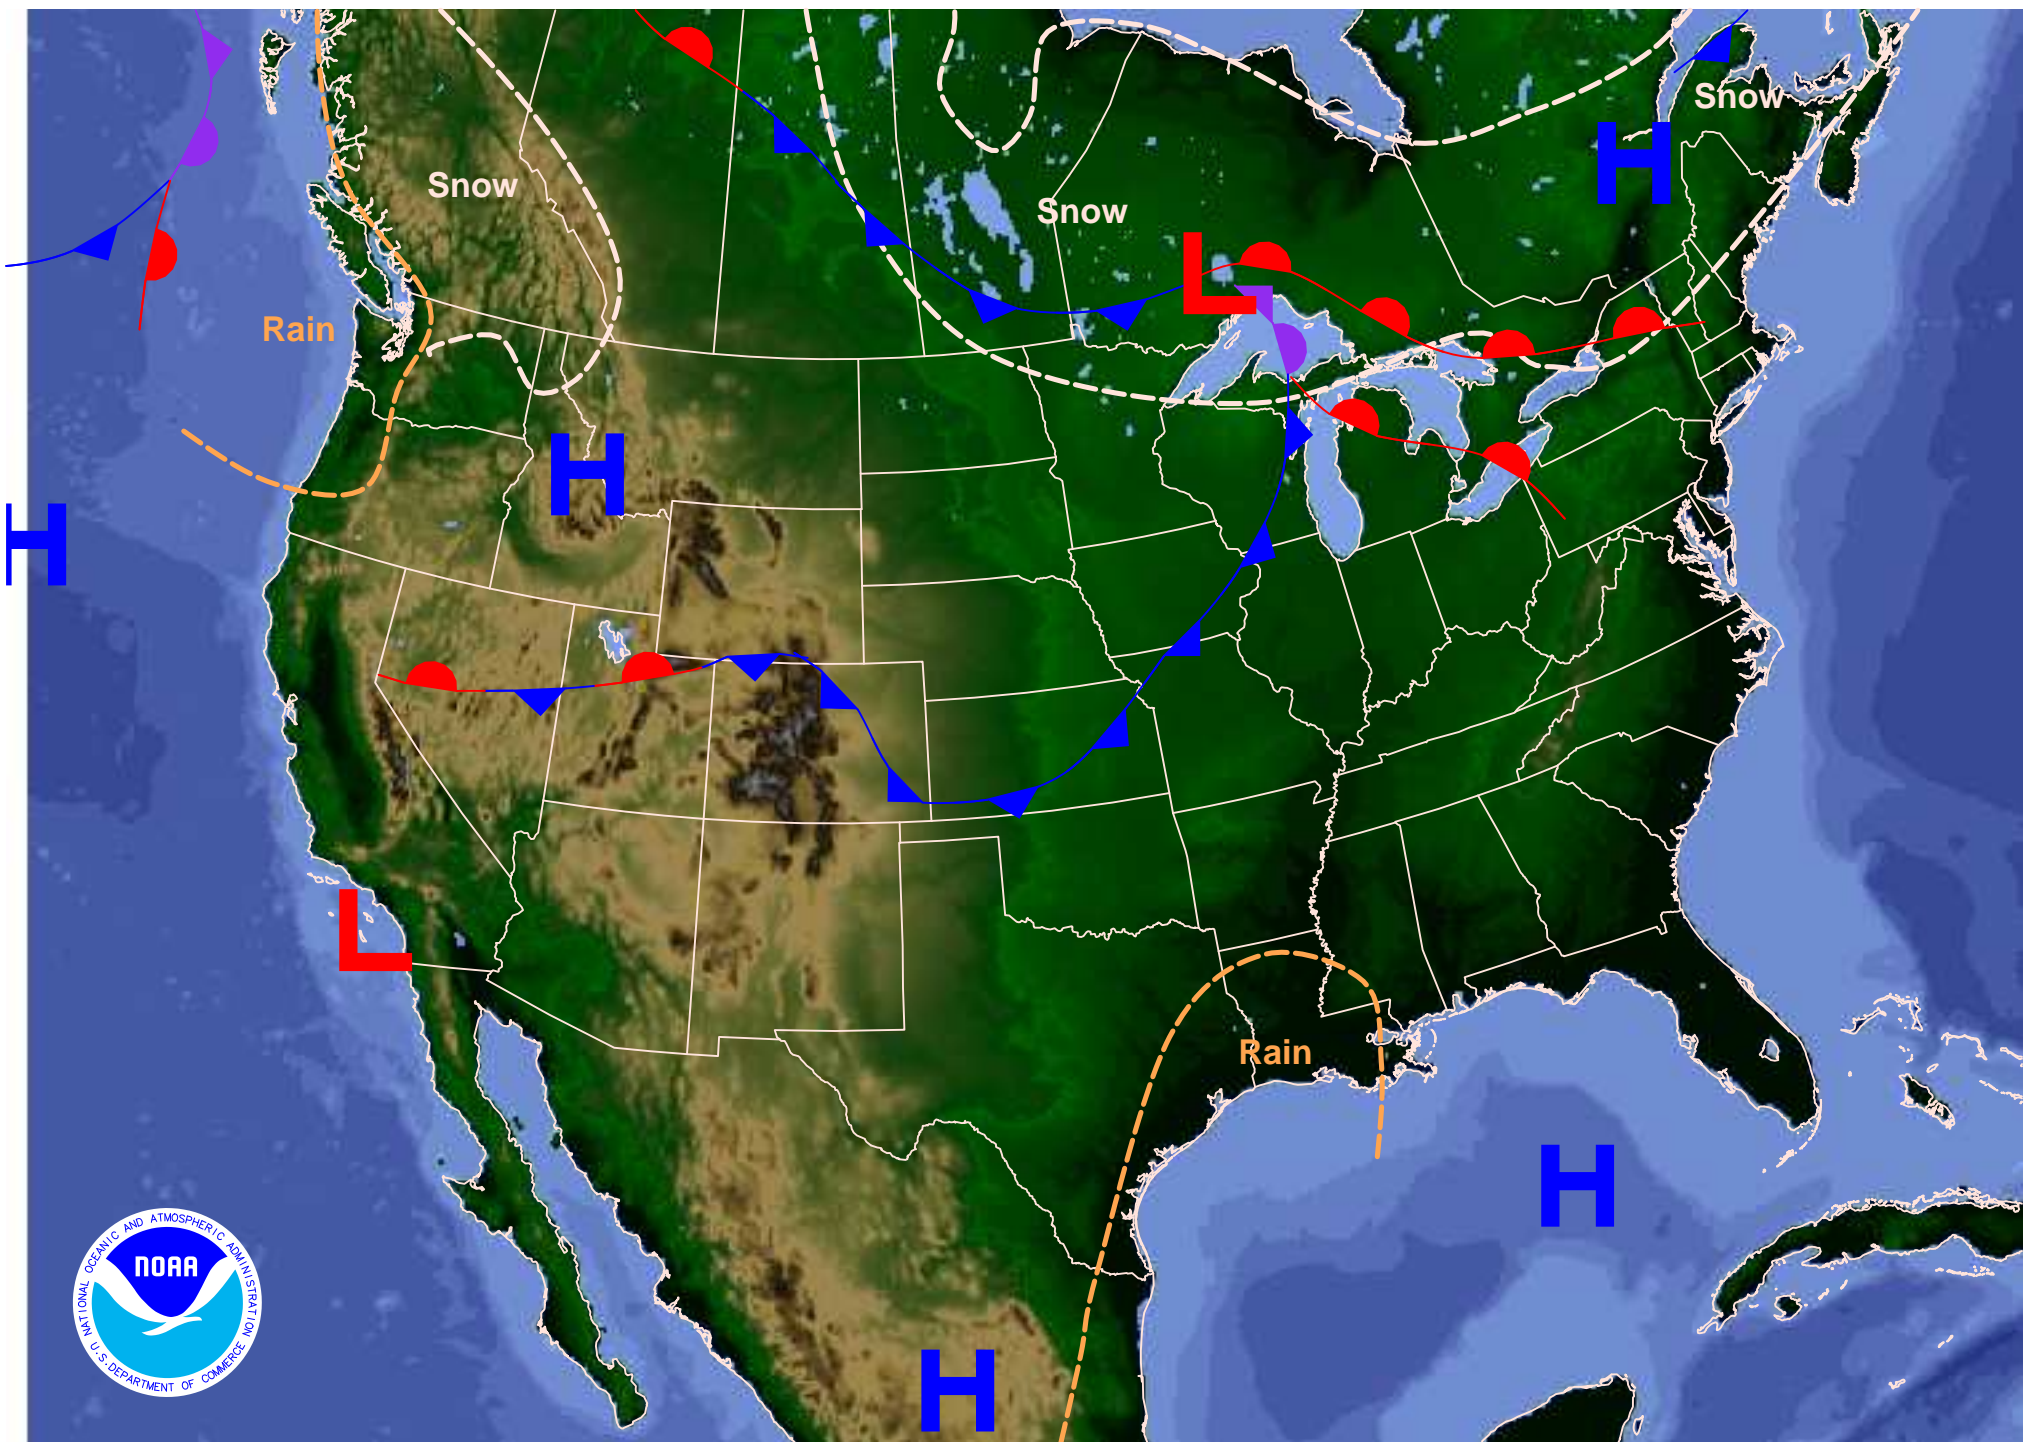 Snow
Snow
Snow
H
L
Rain
H
H
L
Rain
H
H
NATIONAL OCEANIC AND ATMOSPHERIC ADMINISTRATION
NOAA
U.S. DEPARTMENT OF COMMERCE